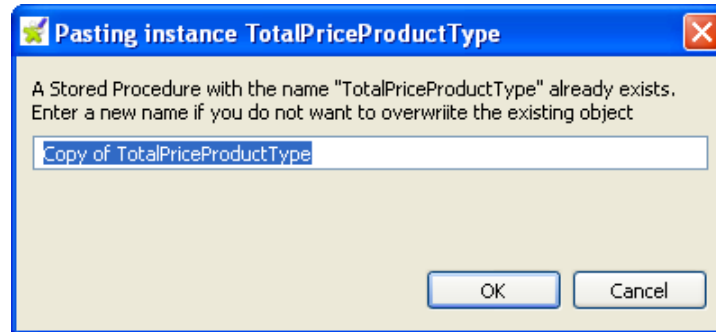 Pasting instance TotalPriceProductType
A Stored Procedure with the name "TotalPriceProductType" already exists.
Enter a new name if you do not want to overwriite the existing object
Copy of TotalPriceProductType
OK Cancel